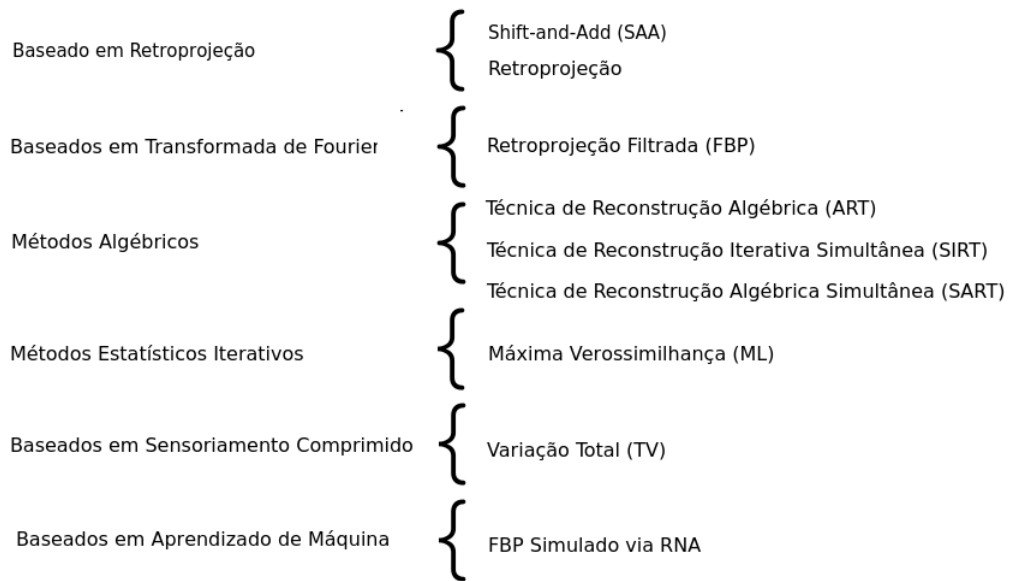 Baseado em Retroprojeção
Shift-and-Add (SAA)
Retroprojeção
Baseados em Transformada de Fourier
Retroprojeção Filtrada (FBP)
Métodos Algébricos
Técnica de Reconstrução Algébrica (ART)
Técnica de Reconstrução Iterativa Simultânea (SIRT)
Técnica de Reconstrução Algébrica Simultânea (SART)
Métodos Estatísticos Iterativos
Máxima Verossimilhança (ML)
Baseados em Sensoriamento Comprimido
Variação Total (TV)
Baseados em Aprendizado de Máquina
FBP Simulado via RNA